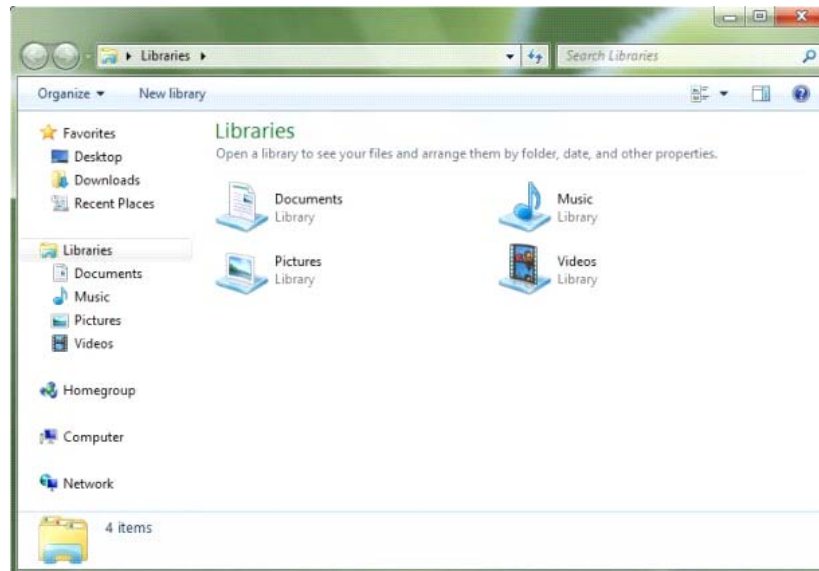 Libraries
Search Libraries
Organize
New library
Favorites
Desktop
Downloads
Recent Places
Libraries
Documents
Music
Pictures
Videos
Homegroup
Computer
Network
Libraries
Open a library to see your files and arrange them by folder, date, and other properties.
Documents
Library
Music
Library
Pictures
Library
Videos
Library
4 items